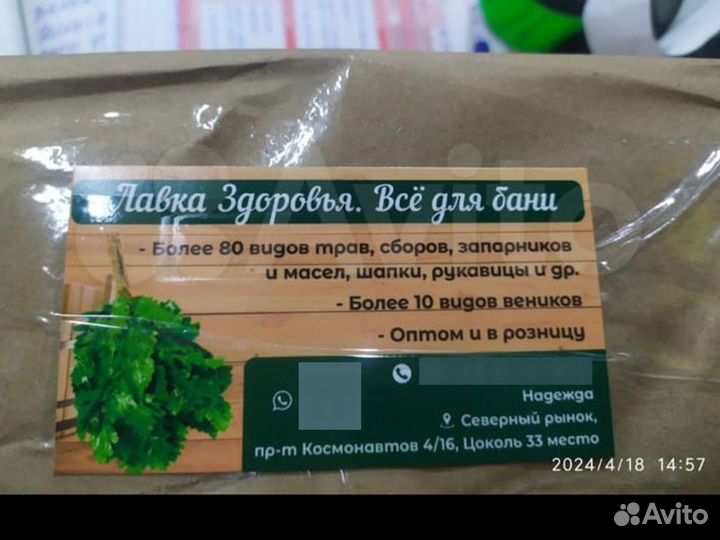 Лавка Здоровья. Всё для бани
- Более 80 видов трав, сборов, запарников
и масел, шапки, рукавицы и др.
- Более 10 видов веников
- Оптом и в розницу
Надежда
Северный рынок,
пр-т Космонавтов 4/16, Цоколь 33 место
2024/4/18 14:57
Avito
Avito